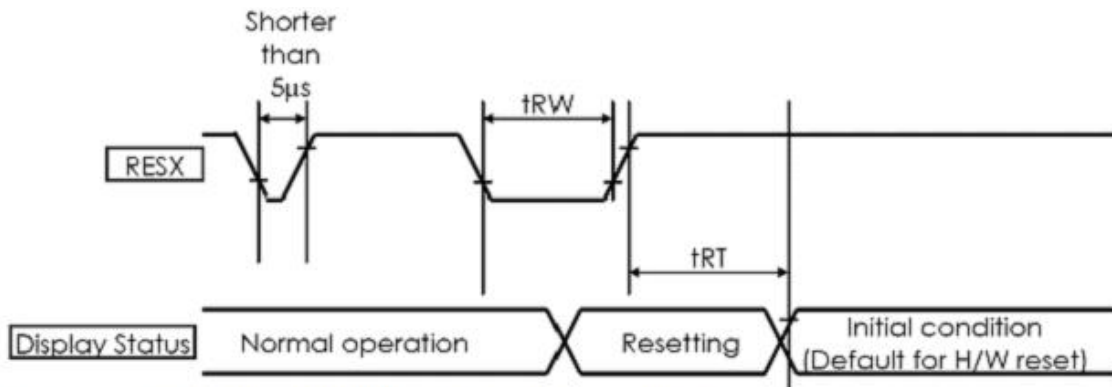 Shorter
than
5μs
tRW
RESX
tRT
Display Status
Normal operation
Resetting
Initial condition
(Default for H/W reset)